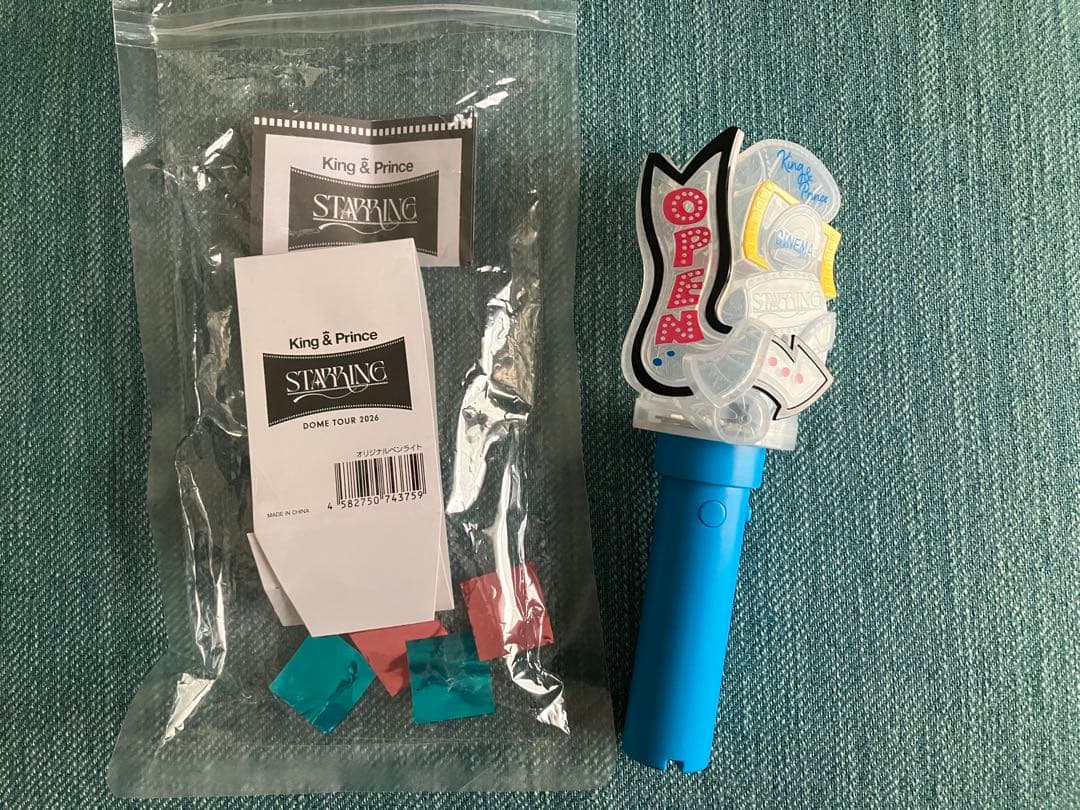 King & Prince
STARRING
King & Prince
STARRING
DOME TOUR 2026
オリジナルペンライト
4 582750 743759
MADE IN CHINA
OPEN
King &
Prince
CINEMA
STARRING